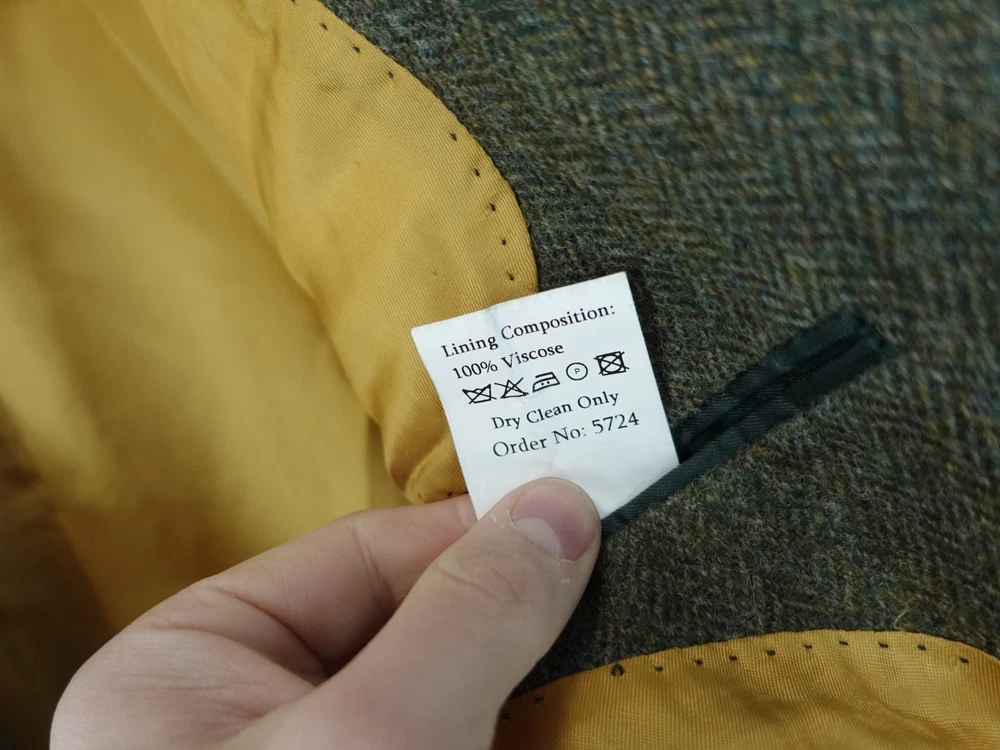 Lining Composition:
100% Viscose
P
Dry Clean Only
Order No: 5724